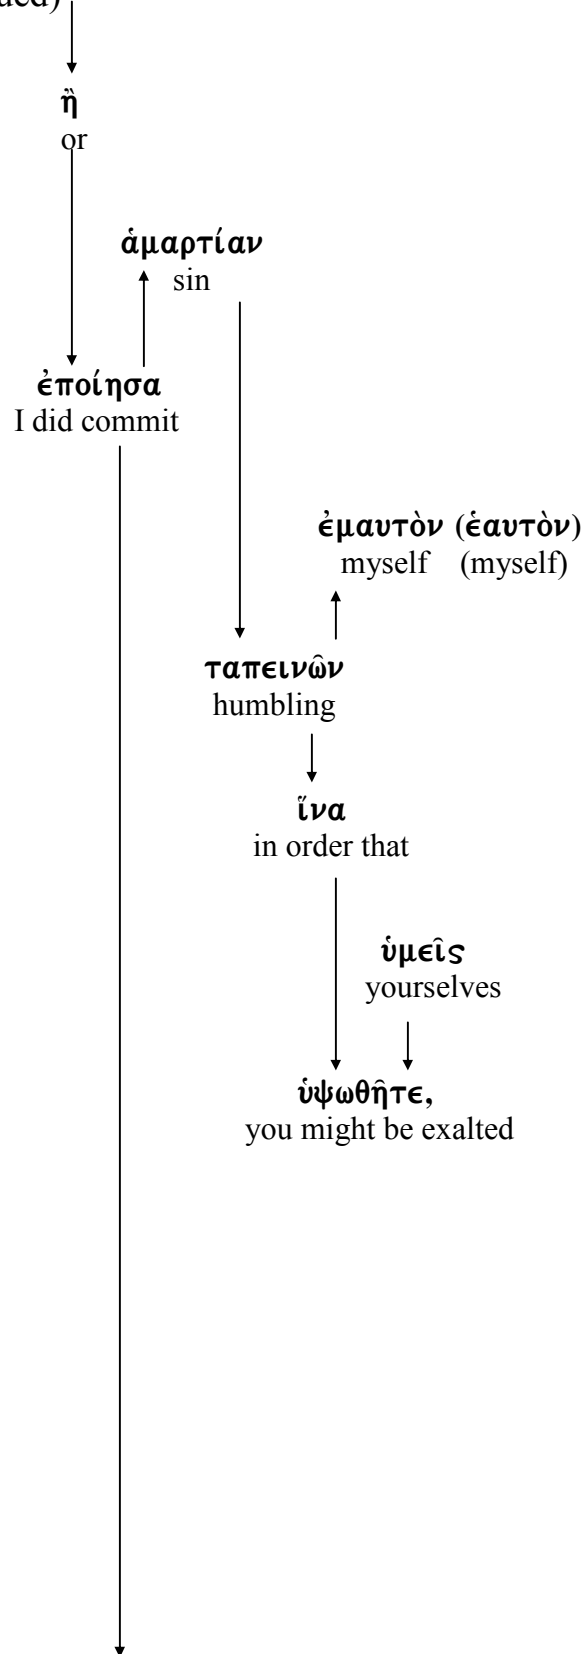 ἢ
or
ἁμαρτίαν
sin
ἐποίησα
I did commit
ἐμαυτὸν (ἑαυτὸν)
myself (myself)
ταπεινῶν
humbling
ἵνα
in order that
ὑμεῖς
yourselves
ὑψωθῆτε,
you might be exalted